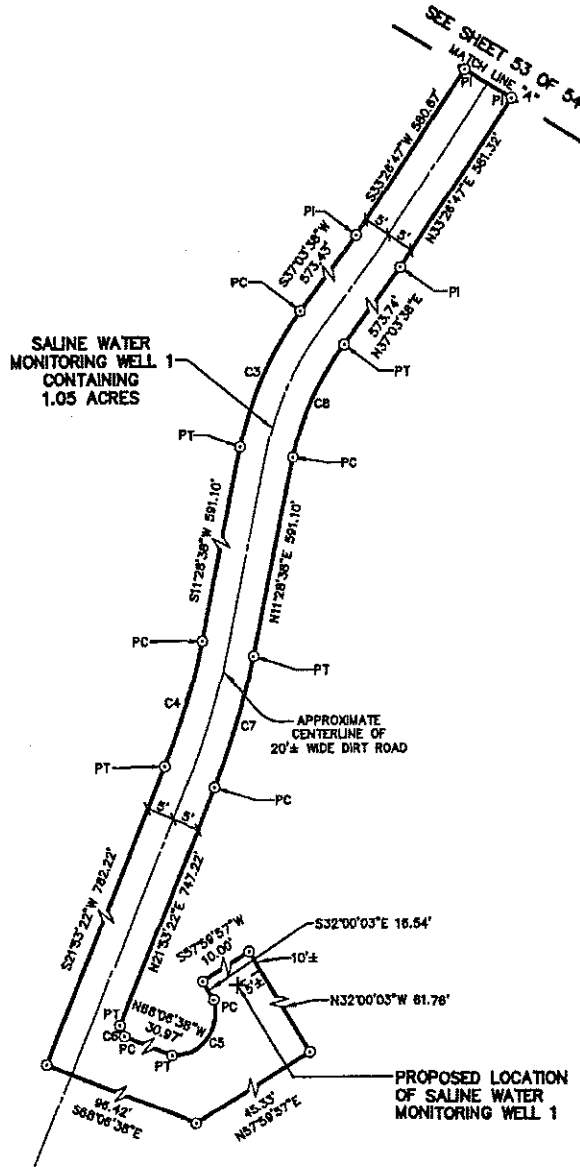 SEE SHEET 53 OF 54
MATCH LINE "A"
PI
PI
S33°28'47"W 580.67'
N33°28'47"E 581.32'
5'
5'
PI
PI
S37°03'38"W
573.43'
573.74'
N37°03'38"E
PC
PT
SALINE WATER
MONITORING WELL 1
CONTAINING
1.05 ACRES
C3
C8
PT
PC
S11°28'38"W 591.10'
N11°28'38"E 591.10'
PC
PT
C4
C7
APPROXIMATE
CENTERLINE OF
20'± WIDE DIRT ROAD
PT
PC
5'
5'
S21°53'22"W 782.22'
N21°53'22"E 747.22'
S57°59'57"W
10.00'
S32°00'03"E 16.54'
10'±
5'±
N32°00'03"W 61.76'
PC
PT
C6
PC
N68°06'38"W
30.97'
PT
C5
96.42'
S68°06'38"E
45.33'
N57°59'57"E
PROPOSED LOCATION
OF SALINE WATER
MONITORING WELL 1